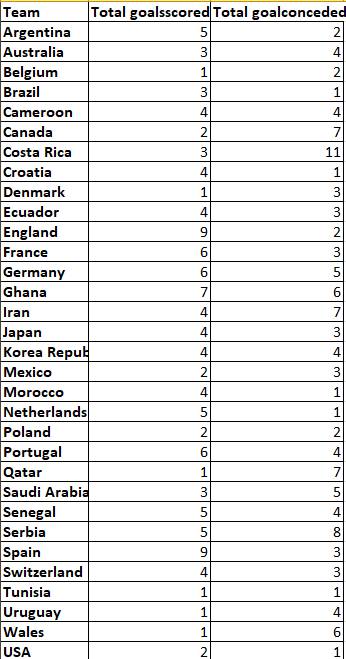 Team Total goalsscored Total goalconceded
Argentina 5 2
Australia 3 4
Belgium 1 2
Brazil 3 1
Cameroon 4 4
Canada 2 7
Costa Rica 3 11
Croatia 4 1
Denmark 1 3
Ecuador 4 3
England 9 2
France 6 3
Germany 6 5
Ghana 7 6
Iran 4 7
Japan 4 3
Korea Repub 4 4
Mexico 2 3
Morocco 4 1
Netherlands 5 1
Poland 2 2
Portugal 6 4
Qatar 1 7
Saudi Arabia 3 5
Senegal 5 4
Serbia 5 8
Spain 9 3
Switzerland 4 3
Tunisia 1 1
Uruguay 1 4
Wales 1 6
USA 2 1